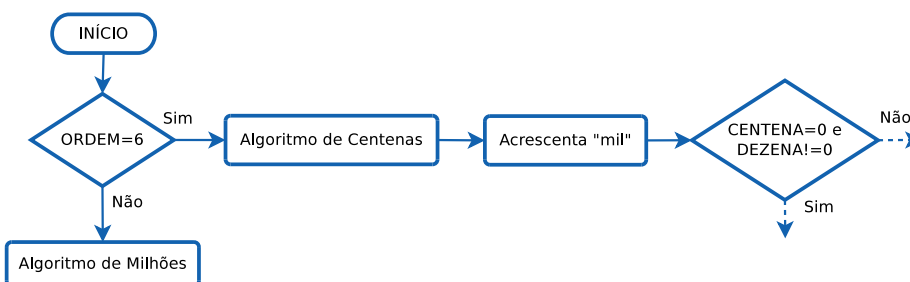 INÍCIO
ORDEM=6
Sim
Algoritmo de Centenas
Acrescenta "mil"
CENTENA=0 e
DEZENA!=0
Não
Sim
Não
Algoritmo de Milhões